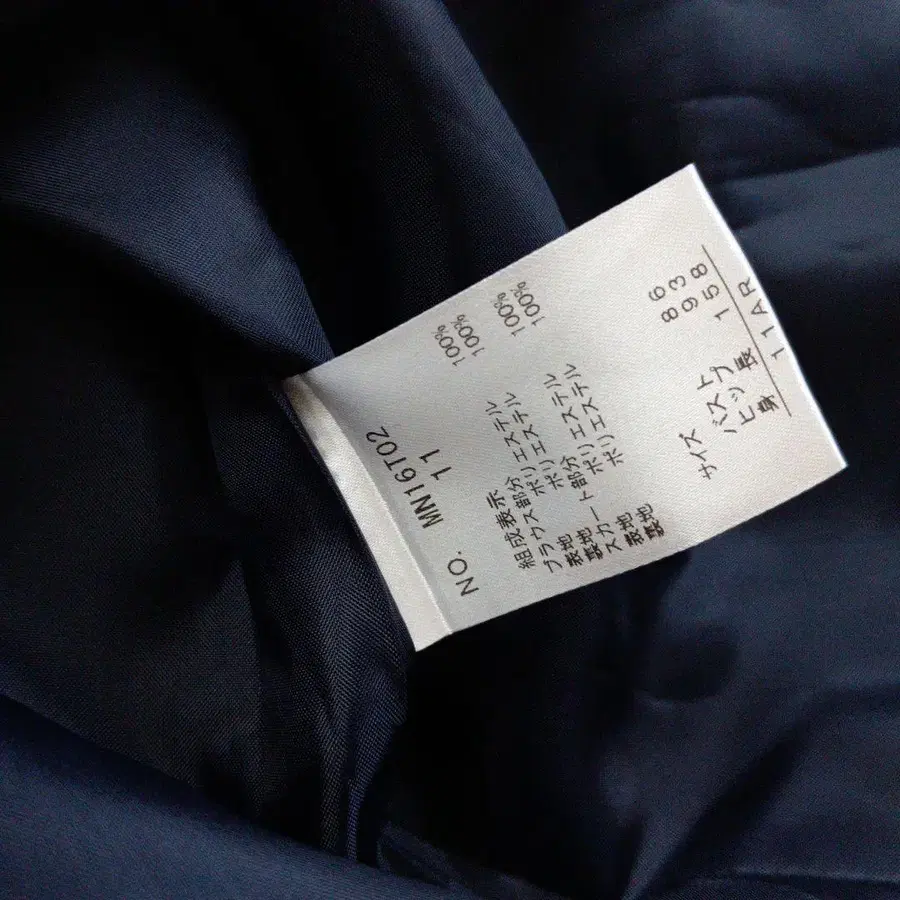 NO. MN16T02
11
組成表示
ブラウス部分
表地 ポリエステル 100%
裏地 ポリエステル 100%
スカート部分
表地 ポリエステル 100%
裏地 ポリエステル 100%
サイズ
バスト 86
ヒップ 93
身長 158
11AR